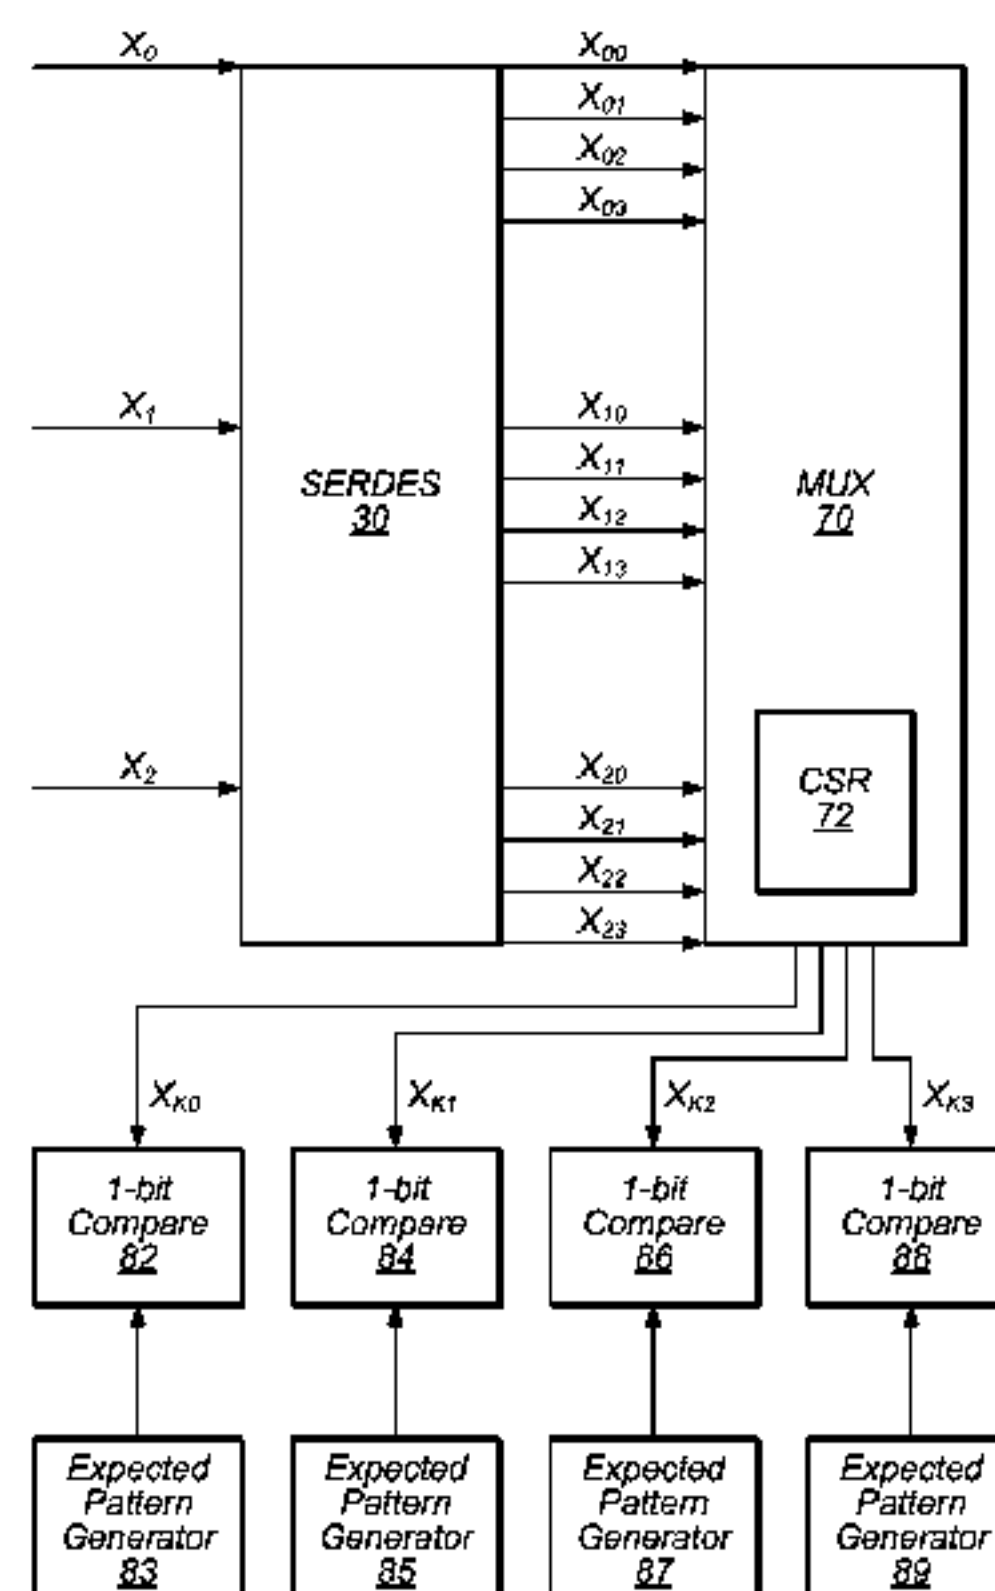 X0 X00
X01
X02
X03
X1 X10
X11
X12
X13
SERDES
30
MUX
70
X2 X20
X21
X22
X23
CSR
72
XK0 XK1 XK2 XK3
1-bit
Compare
82
1-bit
Compare
84
1-bit
Compare
86
1-bit
Compare
88
Expected
Pattern
Generator
83
Expected
Pattern
Generator
85
Expected
Pattern
Generator
87
Expected
Pattern
Generator
89